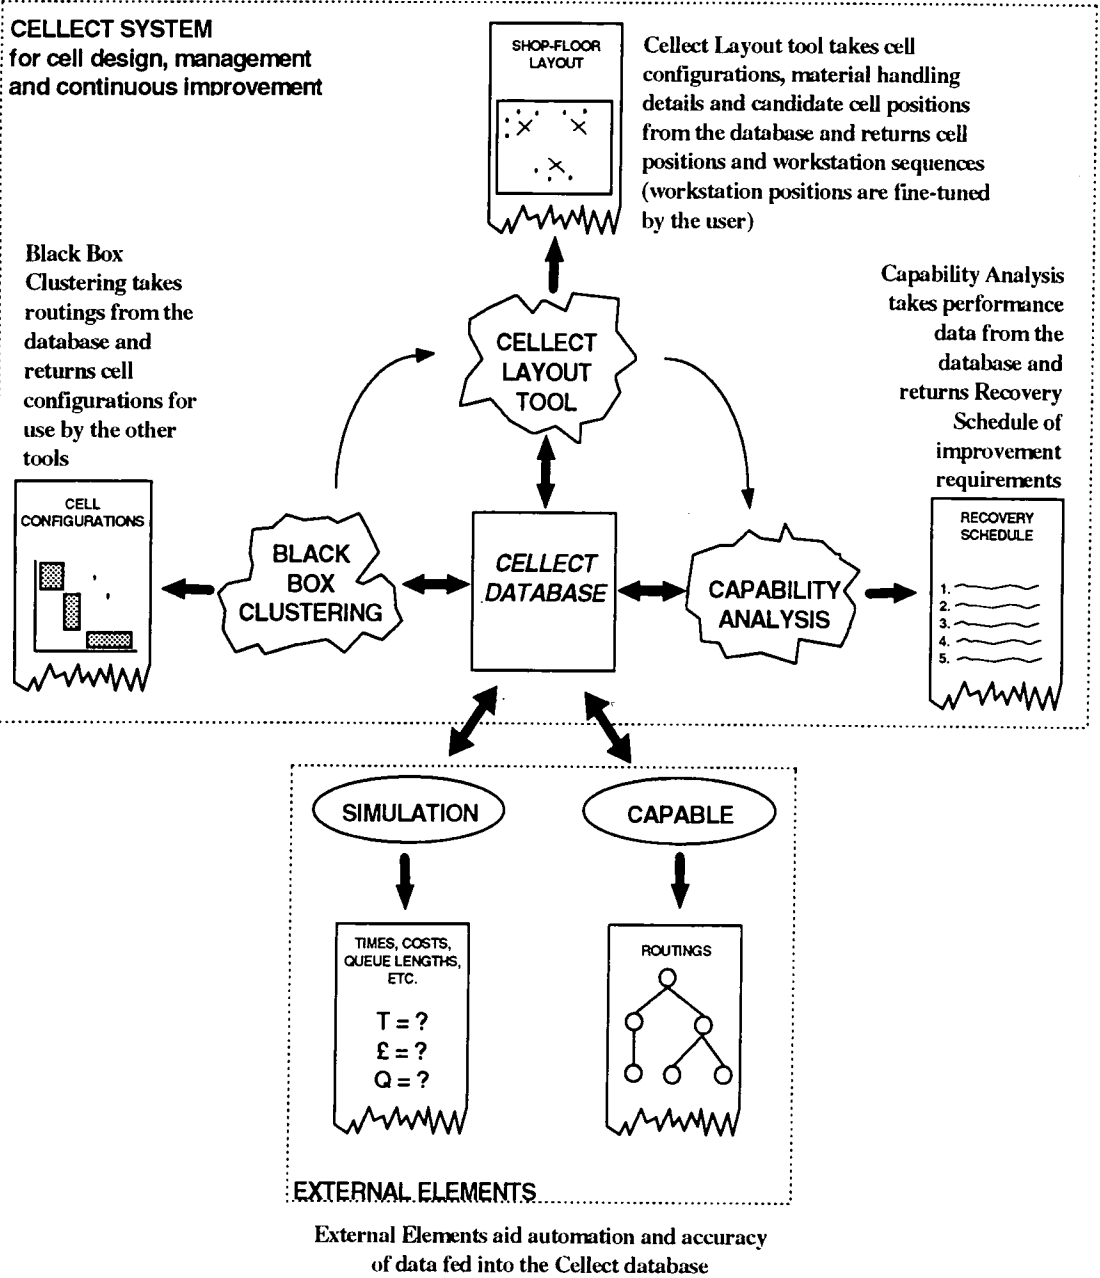 CELLECT SYSTEM
for cell design, management
and continuous improvement
SHOP-FLOOR
LAYOUT
Cellect Layout tool takes cell
configurations, material handling
details and candidate cell positions
from the database and returns cell
positions and workstation sequences
(workstation positions are fine-tuned
by the user)
Black Box
Clustering takes
routings from the
database and
returns cell
configurations for
use by the other
tools
Capability Analysis
takes performance
data from the
database and
returns Recovery
Schedule of
improvement
requirements
CELLECT
LAYOUT
TOOL
CELL
CONFIGURATIONS
BLACK
BOX
CLUSTERING
CELLECT
DATABASE
CAPABILITY
ANALYSIS
RECOVERY
SCHEDULE
1.
2.
3.
4.
5.
SIMULATION
CAPABLE
TIMES, COSTS,
QUEUE LENGTHS,
ETC.
T = ?
£ = ?
Q = ?
ROUTINGS
EXTERNAL ELEMENTS
External Elements aid automation and accuracy
of data fed into the Cellect database